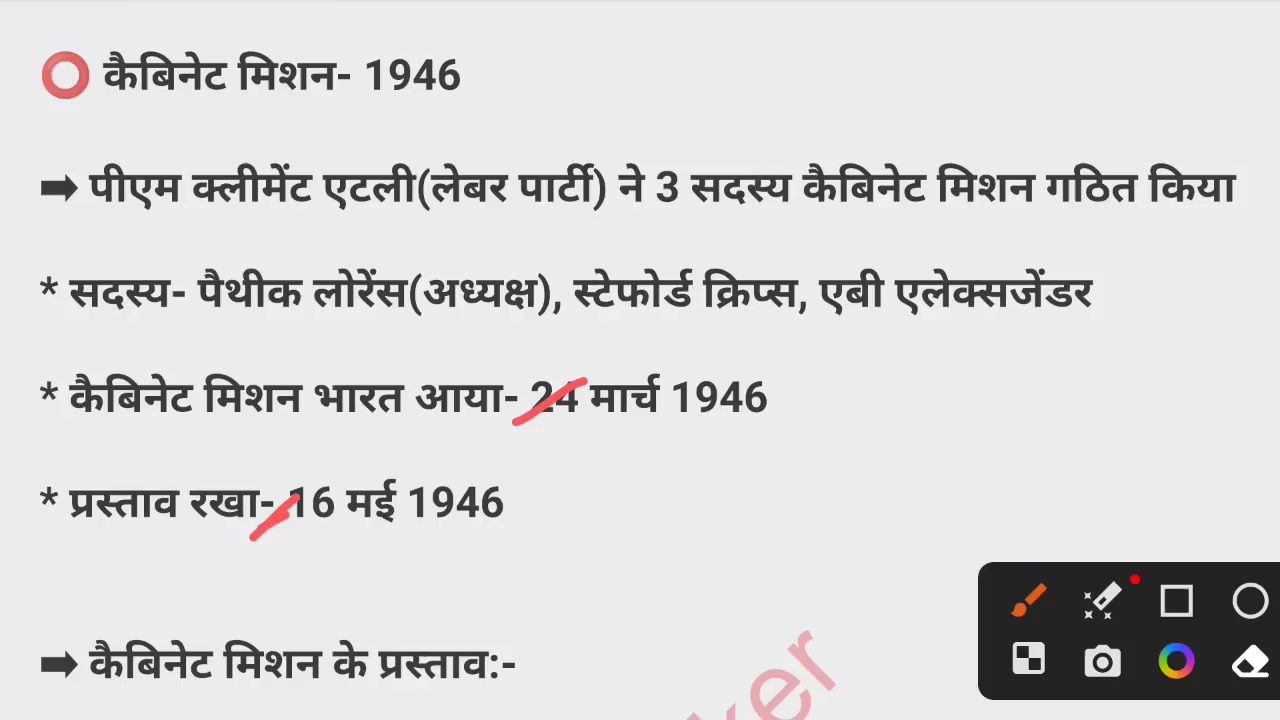 ⭕ कैबिनेट मिशन- 1946
➡ पीएम क्लीमेंट एटली(लेबर पार्टी) ने 3 सदस्य कैबिनेट मिशन गठित किया
* सदस्य- पैथीक लोरेंस(अध्यक्ष), स्टेफोर्ड क्रिप्स, एबी एलेक्सजेंडर
* कैबिनेट मिशन भारत आया- 24 मार्च 1946
* प्रस्ताव रखा- 16 मई 1946
➡ कैबिनेट मिशन के प्रस्ताव:-
ker